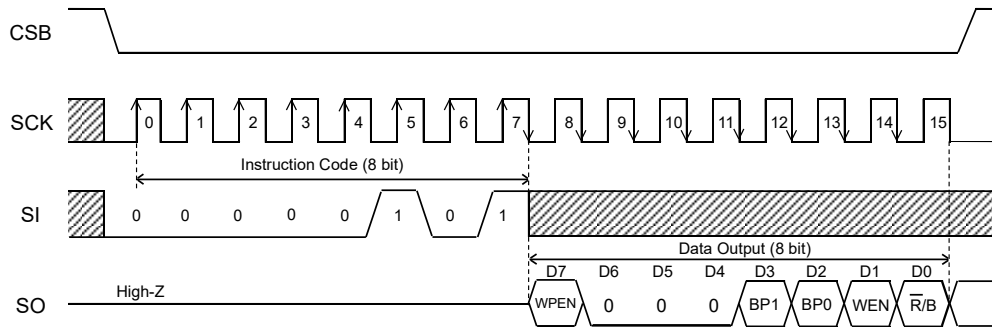 CSB
SCK
0 1 2 3 4 5 6 7 8 9 10 11 12 13 14 15
Instruction Code (8 bit)
SI
0 0 0 0 0 1 0 1
Data Output (8 bit)
D7 D6 D5 D4 D3 D2 D1 D0
SO
High-Z
WPEN 0 0 0 BP1 BP0 WEN R̅/B